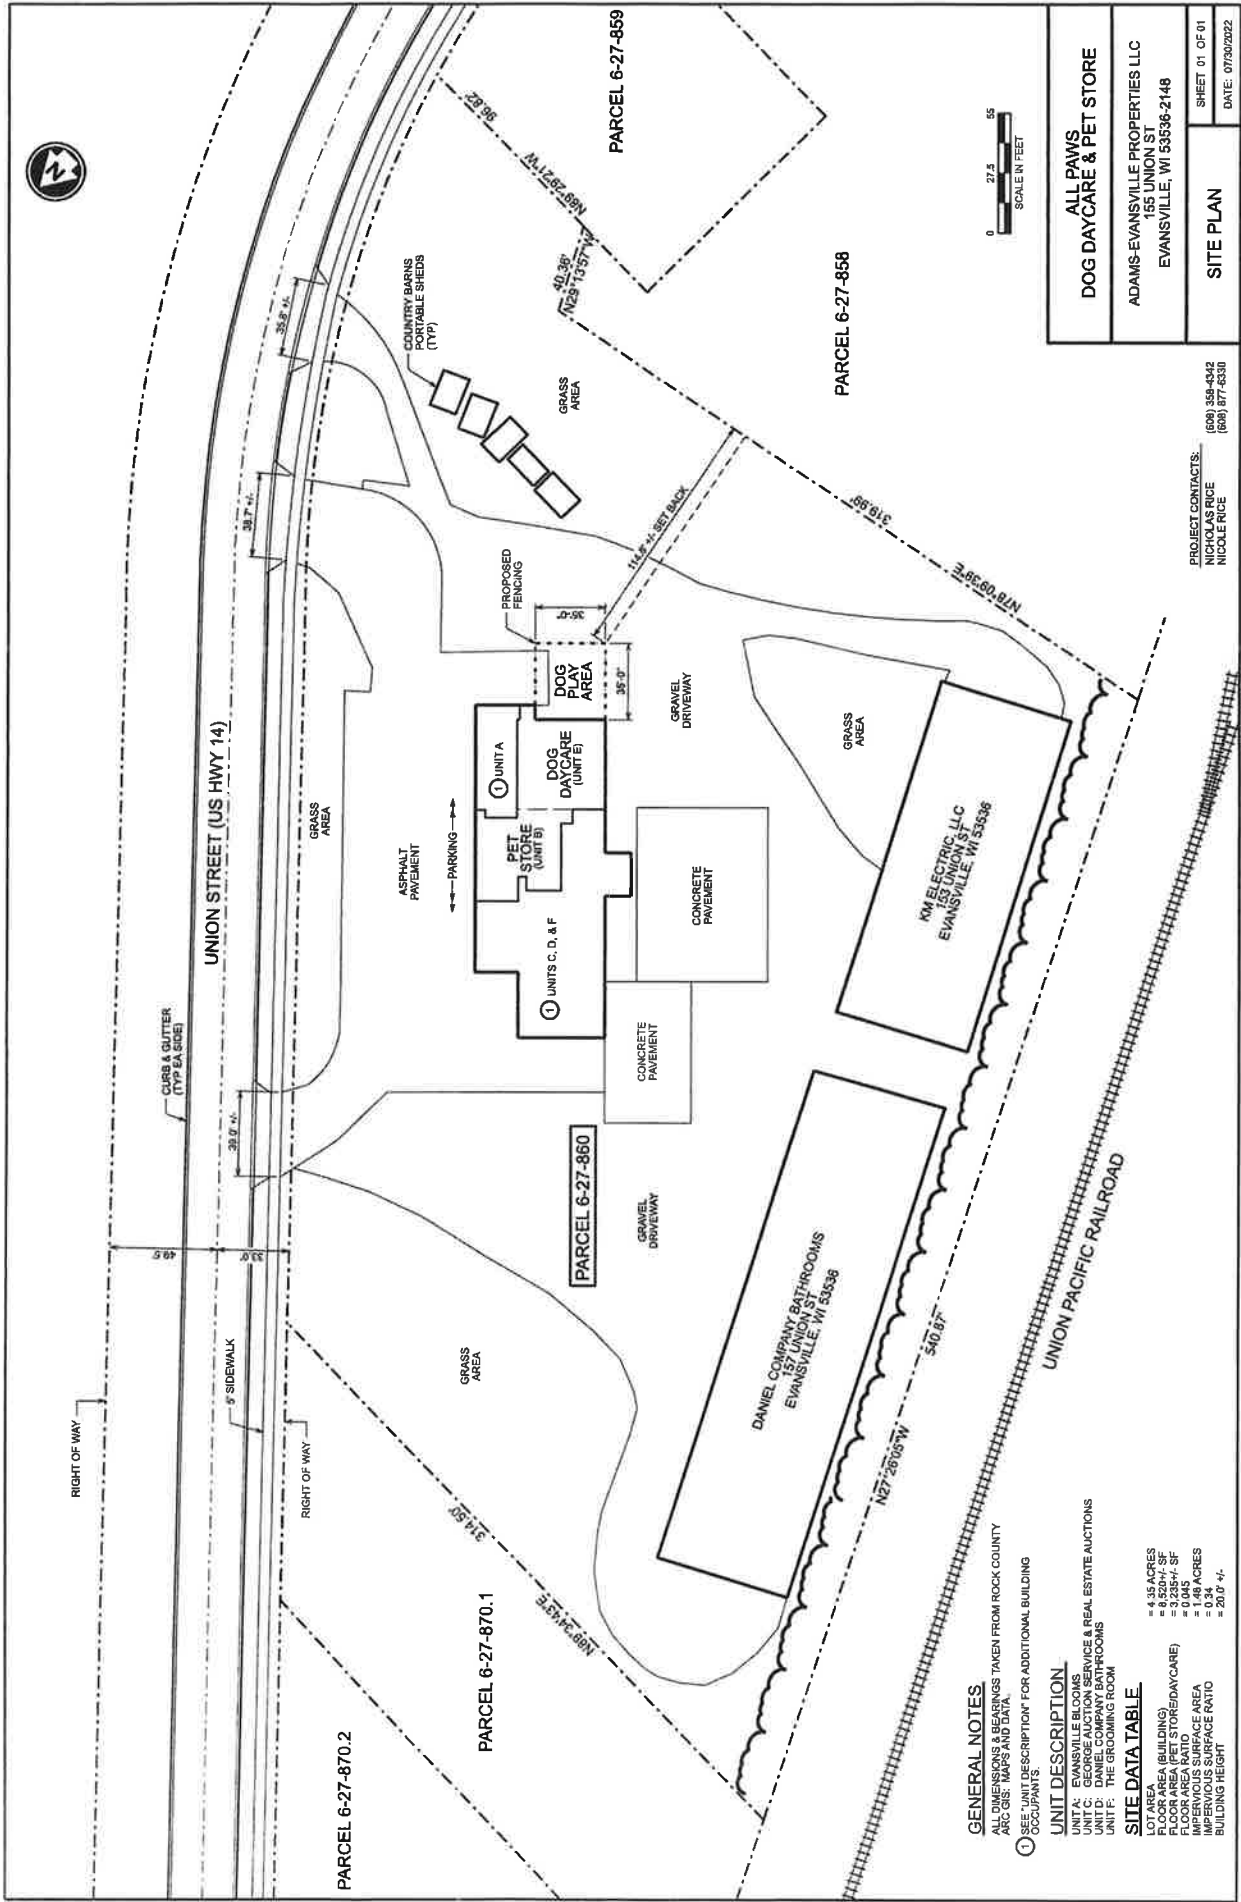 N
RIGHT OF WAY
CURB & GUTTER
(TYP EA SIDE)
UNION STREET (US HWY 14)
49.5'
33.0'
5' SIDEWALK
RIGHT OF WAY
39.0' +/-
38.7' +/-
35.8' +/-
GRASS
AREA
ASPHALT
PAVEMENT
PARKING
COUNTRY BARNS
PORTABLE SHEDS
(TYP)
96.82'
N89°29'21"W
40.36'
N29°13'57"W
PARCEL 6-27-859
GRASS
AREA
PROPOSED
FENCING
35'-0"
35'-0"
114.8' +/- SET BACK
DOG
PLAY
AREA
1 UNIT A
DOG
DAYCARE
(UNIT E)
PET
STORE
(UNIT B)
1 UNITS C, D, & F
GRAVEL
DRIVEWAY
CONCRETE
PAVEMENT
CONCRETE
PAVEMENT
PARCEL 6-27-860
GRAVEL
DRIVEWAY
GRASS
AREA
GRASS
AREA
PARCEL 6-27-858
319.99'
N78°09'39"E
KM ELECTRIC, LLC
153 UNION ST
EVANSVILLE, WI 53536
DANIEL COMPANY BATHROOMS
157 UNION ST
EVANSVILLE, WI 53536
314.50'
N89°34'43"E
PARCEL 6-27-870.1
PARCEL 6-27-870.2
N27°26'05"W
540.87'
UNION PACIFIC RAILROAD
GENERAL NOTES
ALL DIMENSIONS & BEARINGS TAKEN FROM ROCK COUNTY
ARC GIS: MAPS AND DATA.
1 SEE "UNIT DESCRIPTION" FOR ADDITIONAL BUILDING
OCCUPANTS.
UNIT DESCRIPTION
UNIT A: EVANSVILLE BLOOMS
UNIT C: GEORGE AUCTION SERVICE & REAL ESTATE AUCTIONS
UNIT D: DANIEL COMPANY BATHROOMS
UNIT F: THE GROOMING ROOM
SITE DATA TABLE
LOT AREA = 4.35 ACRES
FLOOR AREA (BUILDING) = 8,520+/- SF
FLOOR AREA (PET STORE/DAYCARE) = 3,235+/- SF
FLOOR AREA RATIO = 0.045
IMPERVIOUS SURFACE AREA = 1.48 ACRES
IMPERVIOUS SURFACE RATIO = 0.34
BUILDING HEIGHT = 20.0' +/-
PROJECT CONTACTS:
NICHOLAS RICE (608) 358-4342
NICOLE RICE (608) 877-6330
0 27.5 55
SCALE IN FEET
ALL PAWS
DOG DAYCARE & PET STORE
ADAMS-EVANSVILLE PROPERTIES LLC
155 UNION ST
EVANSVILLE, WI 53536-2148
SITE PLAN
SHEET 01 OF 01
DATE: 07/30/2022